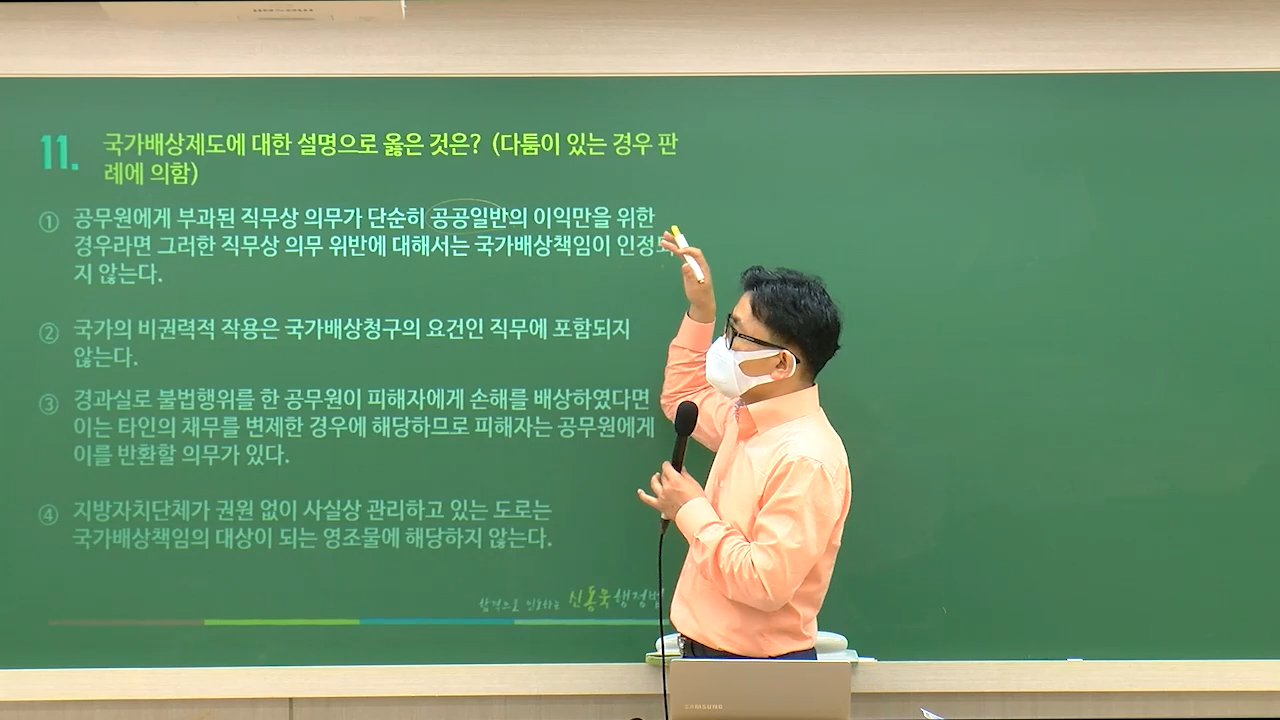 11. 국가배상제도에 대한 설명으로 옳은 것은? (다툼이 있는 경우 판
례에 의함)
① 공무원에게 부과된 직무상 의무가 단순히 공공일반의 이익만을 위한
경우라면 그러한 직무상 의무 위반에 대해서는 국가배상책임이 인정되
지 않는다.
② 국가의 비권력적 작용은 국가배상청구의 요건인 직무에 포함되지
않는다.
③ 경과실로 불법행위를 한 공무원이 피해자에게 손해를 배상하였다면
이는 타인의 채무를 변제한 경우에 해당하므로 피해자는 공무원에게
이를 반환할 의무가 있다.
④ 지방자치단체가 권원 없이 사실상 관리하고 있는 도로는
국가배상책임의 대상이 되는 영조물에 해당하지 않는다.
합격으로 인도하는 신동욱 행정법
SAMSUNG